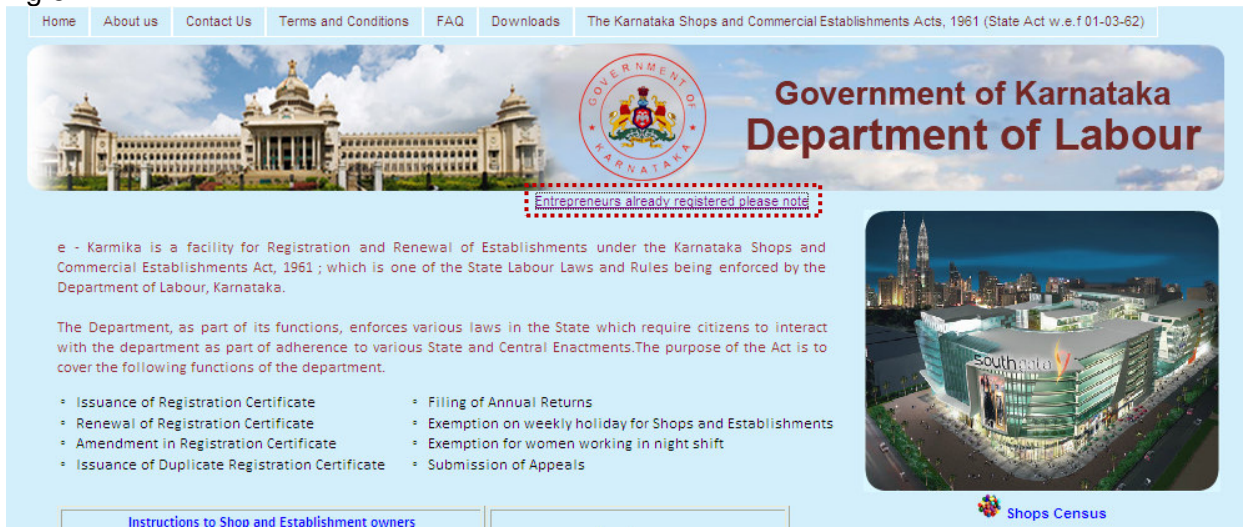 Home About us Contact Us Terms and Conditions FAQ Downloads The Karnataka Shops and Commercial Establishments Acts, 1961 (State Act w.e.f 01-03-62)
GOVERNMENT OF
KARNATAKA
Government of Karnataka
Department of Labour
Entrepreneurs already registered please note
e - Karmika is a facility for Registration and Renewal of Establishments under the Karnataka Shops and
Commercial Establishments Act, 1961 ; which is one of the State Labour Laws and Rules being enforced by the
Department of Labour, Karnataka.
The Department, as part of its functions, enforces various laws in the State which require citizens to interact
with the department as part of adherence to various State and Central Enactments.The purpose of the Act is to
cover the following functions of the department.
▫ Issuance of Registration Certificate
▫ Renewal of Registration Certificate
▫ Amendment in Registration Certificate
▫ Issuance of Duplicate Registration Certificate
▫ Filing of Annual Returns
▫ Exemption on weekly holiday for Shops and Establishments
▫ Exemption for women working in night shift
▫ Submission of Appeals
south
Shops Census
Instructions to Shop and Establishment owners